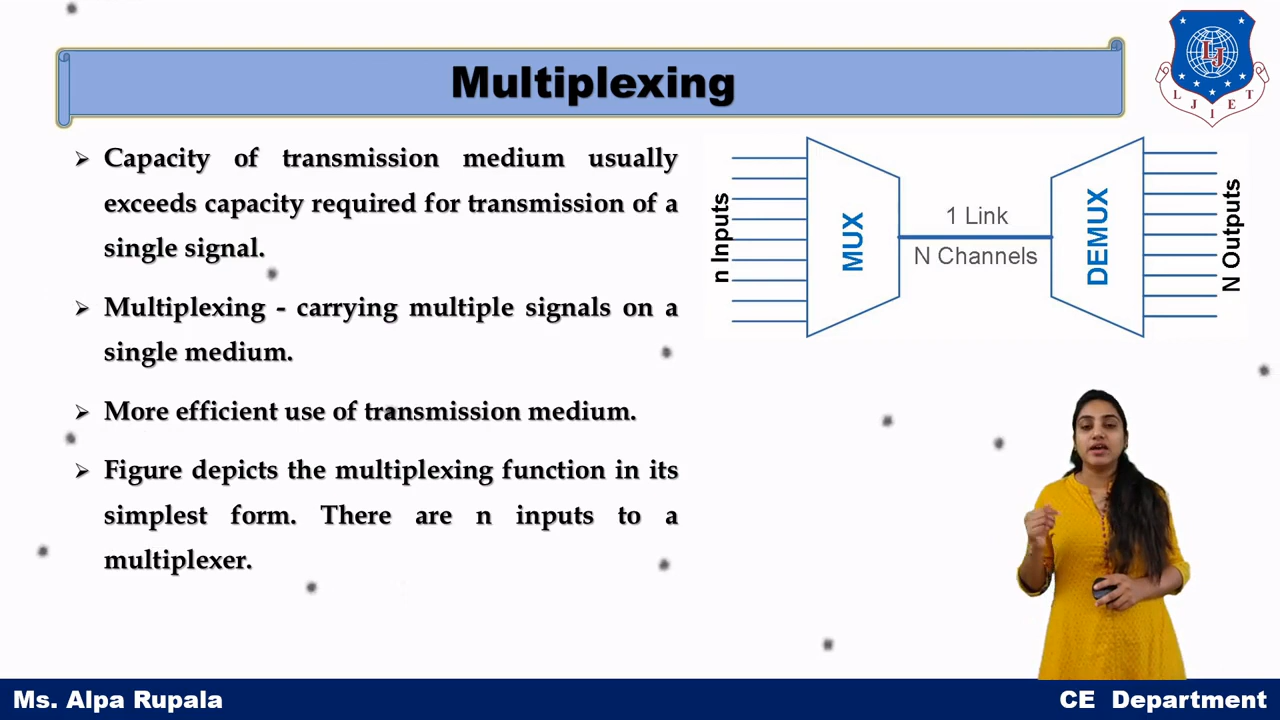 Multiplexing
LJIET
➢ Capacity of transmission medium usually
exceeds capacity required for transmission of a
single signal.
➢ Multiplexing - carrying multiple signals on a
single medium.
➢ More efficient use of transmission medium.
➢ Figure depicts the multiplexing function in its
simplest form. There are n inputs to a
multiplexer.
n Inputs
MUX
1 Link
N Channels
DEMUX
N Outputs
Ms. Alpa Rupala
CE Department